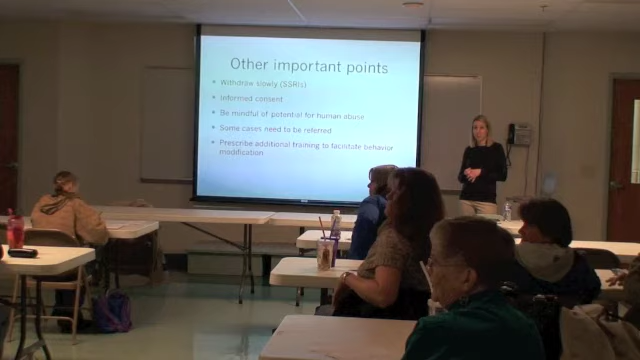 Other important points
Withdraw slowly (SSRIs)
Informed consent
Be mindful of potential for human abuse
Some cases need to be referred
Prescribe additional training to facilitate behavior
modification